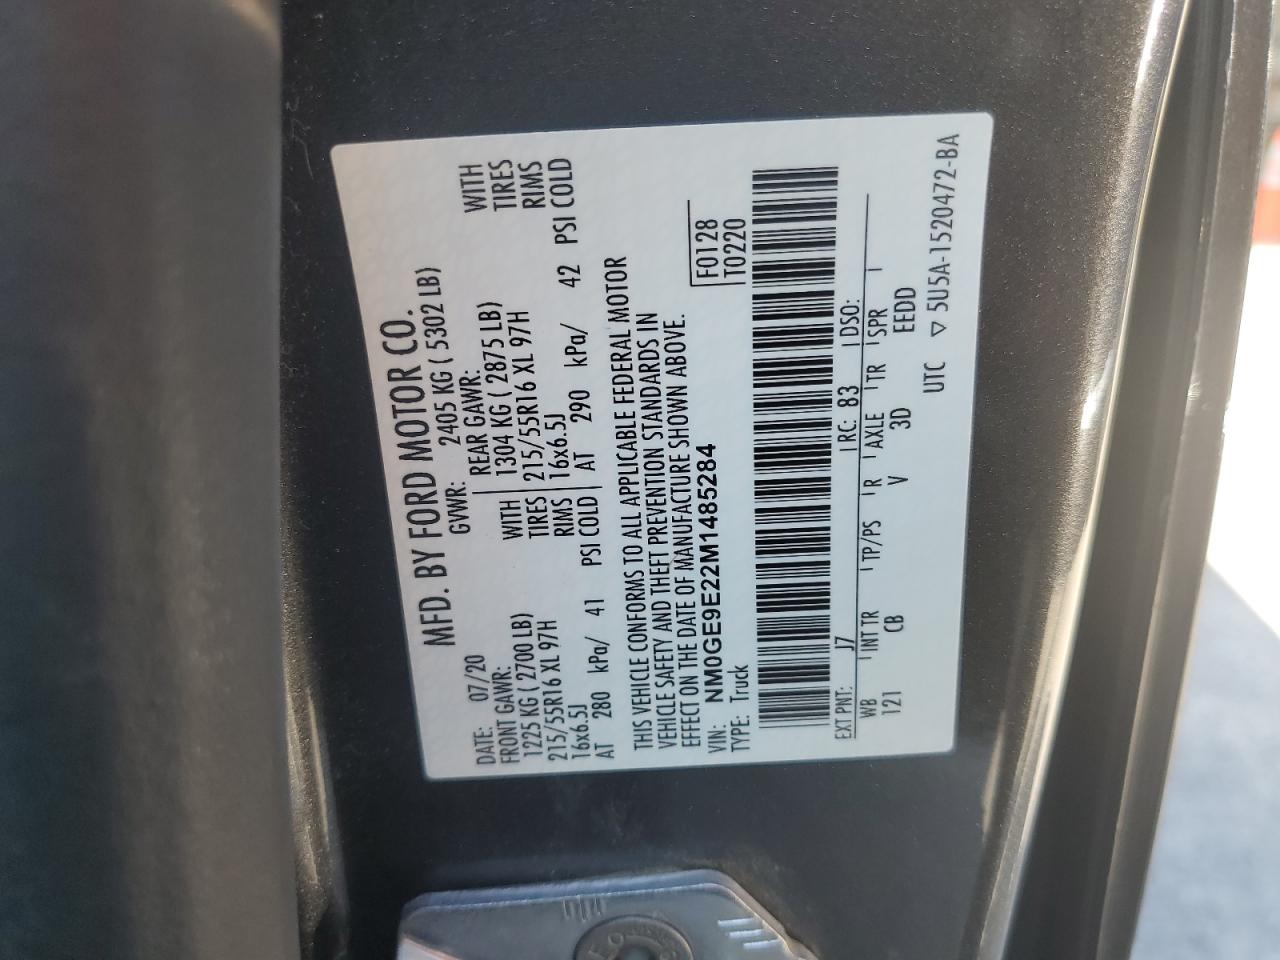 MFD. BY FORD MOTOR CO.
DATE: 07/20 GVWR: 2405 KG ( 5302 LB)
FRONT GAWR: REAR GAWR:
1225 KG ( 2700 LB) WITH 1304 KG ( 2875 LB) WITH
215/55R16 XL 97H TIRES 215/55R16 XL 97H TIRES
16x6.5J RIMS 16x6.5J RIMS
AT 280 kPa/ 41 PSI COLD AT 290 kPa/ 42 PSI COLD
THIS VEHICLE CONFORMS TO ALL APPLICABLE FEDERAL MOTOR
VEHICLE SAFETY AND THEFT PREVENTION STANDARDS IN
EFFECT ON THE DATE OF MANUFACTURE SHOWN ABOVE.
VIN: NM0GE9E22M1485284 F0128
TYPE: Truck T0220
EXT PNT: J7 RC: 83 DSO:
WB INT TR TP/PS R AXLE TR SPR
121 CB V 3D EEDD
UTC ▽ 5U5A-1520472-BA